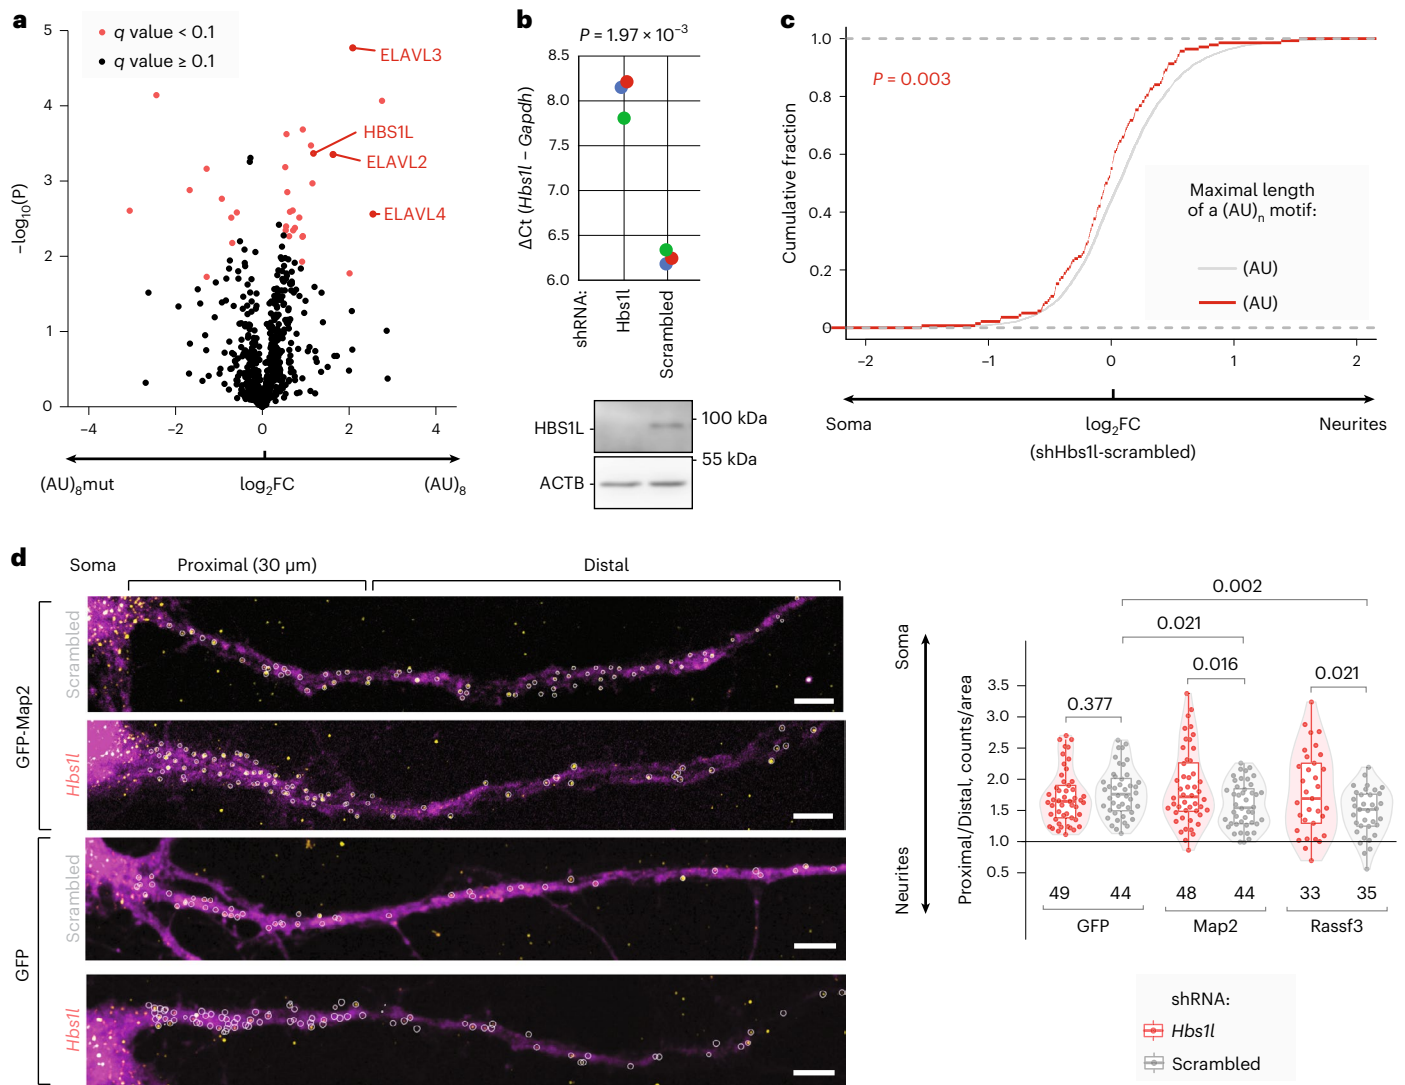 a
5
4
3
2
1
0
−log10(P)
q value < 0.1
q value ≥ 0.1
ELAVL3
HBS1L
ELAVL2
ELAVL4
−4
−2
0
2
4
(AU)8mut
log2FC
(AU)8
b
P = 1.97 × 10−3
ΔCt (Hbs1l – Gapdh)
8.5
8.0
7.5
7.0
6.5
6.0
shRNA:
Hbs1l
Scrambled
HBS1L
100 kDa
55 kDa
ACTB
c
Cumulative fraction
1.0
0.8
0.6
0.4
0.2
0
P = 0.003
Maximal length
of a (AU)n motif:
(AU)
(AU)
−2
−1
0
1
2
Soma
log2FC
Neurites
(shHbs1l-scrambled)
d
Soma
Proximal (30 µm)
Distal
GFP-Map2
Scrambled
Hbs1l
GFP
Scrambled
Hbs1l
Soma
Neurites
Proximal/Distal, counts/area
3.5
3.0
2.5
2.0
1.5
1.0
0.5
0.002
0.021
0.016
0.021
0.377
49
44
48
44
33
35
GFP
Map2
Rassf3
shRNA:
Hbs1l
Scrambled